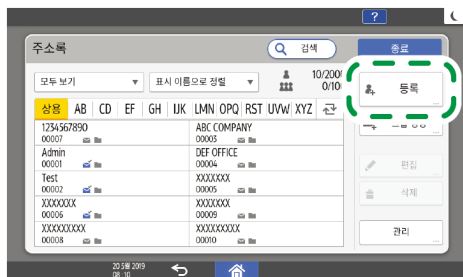 ?
주소록
검색
종료
모두 보기
표시 이름으로 정렬
10/2000
0/100
등록
상용 AB CD EF GH IJK LMN OPQ RST UVW XYZ
1234567890
00007
ABC COMPANY
00003
Admin
00001
DEF OFFICE
00004
편집
Test
00002
XXXXXXX
00005
삭제
XXXXXXX
00006
XXXXXXX
00009
XXXXXXXXX
00008
XXXXXXXXX
00010
관리
20 5월 2019
08:10